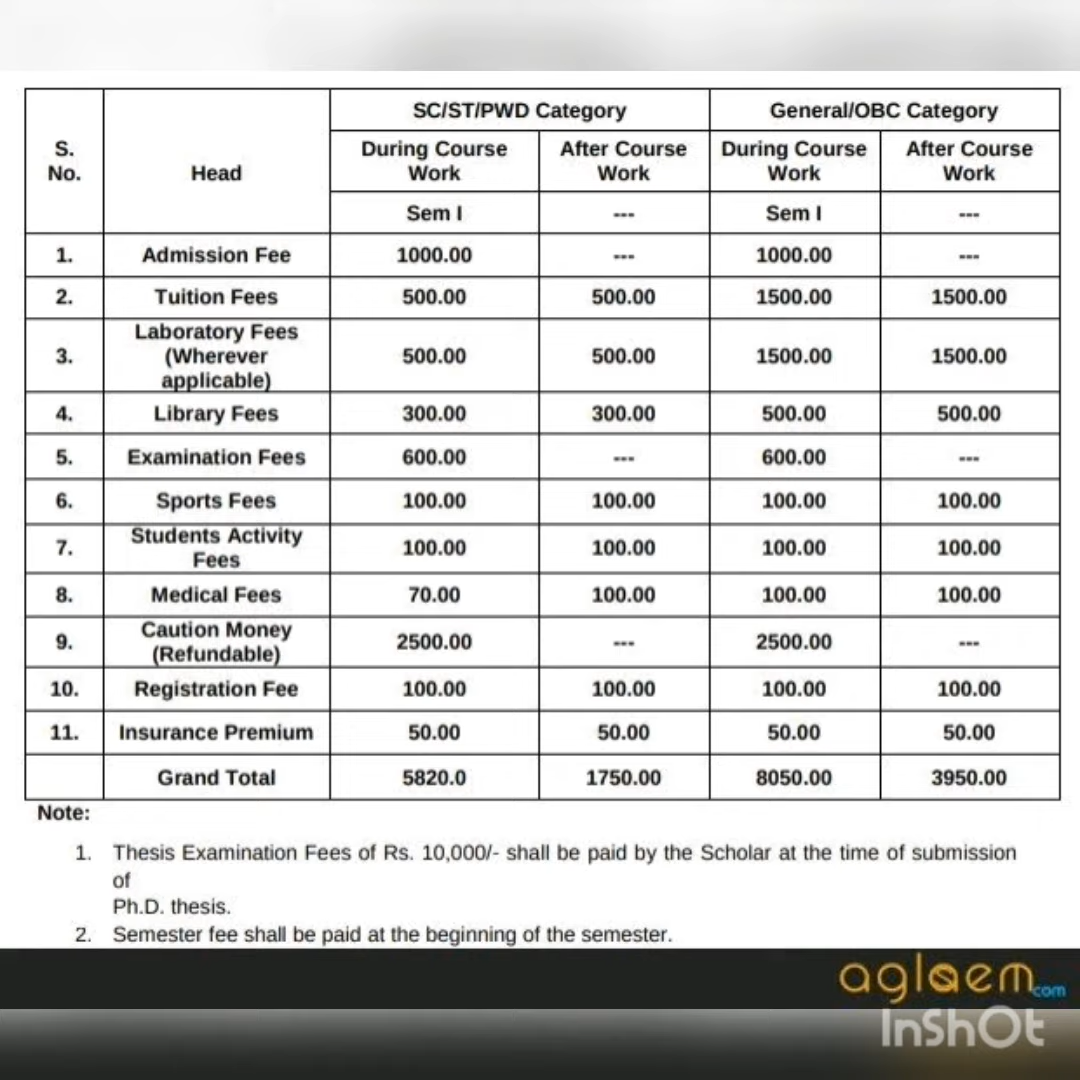 SC/ST/PWD Category General/OBC Category
S. No. Head During Course Work After Course Work During Course Work After Course Work
Sem I --- Sem I ---
1. Admission Fee 1000.00 --- 1000.00 ---
2. Tuition Fees 500.00 500.00 1500.00 1500.00
3. Laboratory Fees (Wherever applicable) 500.00 500.00 1500.00 1500.00
4. Library Fees 300.00 300.00 500.00 500.00
5. Examination Fees 600.00 --- 600.00 ---
6. Sports Fees 100.00 100.00 100.00 100.00
7. Students Activity Fees 100.00 100.00 100.00 100.00
8. Medical Fees 70.00 100.00 100.00 100.00
9. Caution Money (Refundable) 2500.00 --- 2500.00 ---
10. Registration Fee 100.00 100.00 100.00 100.00
11. Insurance Premium 50.00 50.00 50.00 50.00
Grand Total 5820.0 1750.00 8050.00 3950.00
Note:
1. Thesis Examination Fees of Rs. 10,000/- shall be paid by the Scholar at the time of submission
of
Ph.D. thesis.
2. Semester fee shall be paid at the beginning of the semester.
aglasem.com
InShOt